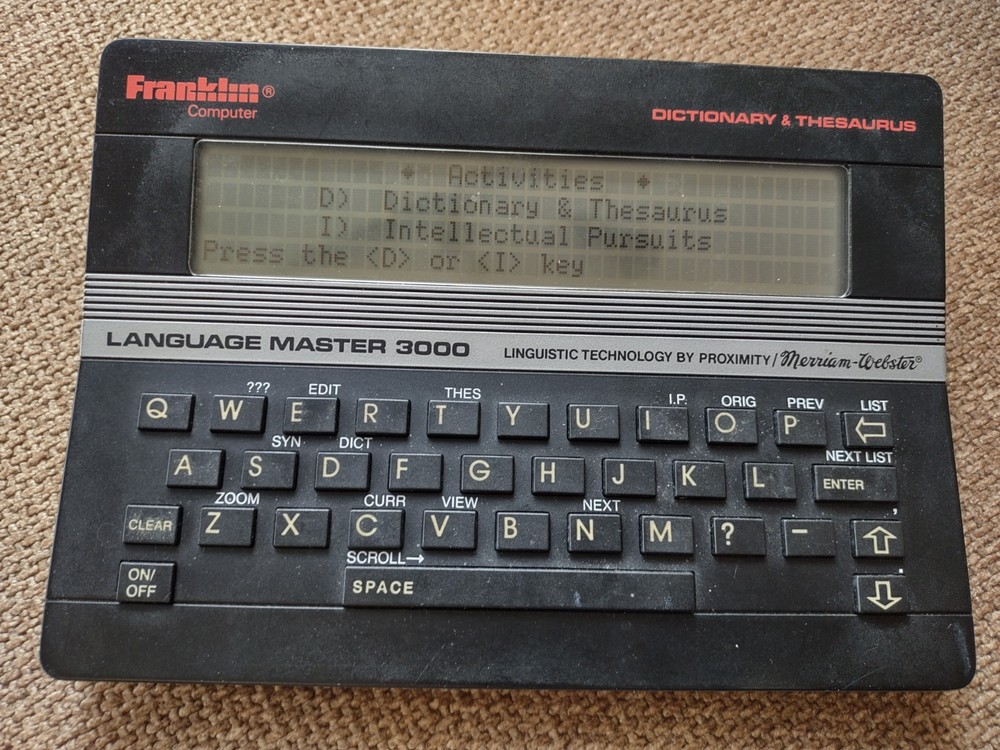 Franklin®
Computer
DICTIONARY & THESAURUS
Activities
D) Dictionary & Thesaurus
I) Intellectual Pursuits
Press the <D> or <I> key
LANGUAGE MASTER 3000
LINGUISTIC TECHNOLOGY BY PROXIMITY/Merriam-Webster®
??? EDIT THES I.P. ORIG PREV LIST
Q W E R T Y U I O P ⇦
SYN DICT NEXT LIST
A S D F G H J K L ENTER
ZOOM CURR VIEW NEXT ,
CLEAR Z X C V B N M ? - ⇧
SCROLL→ .
ON/
OFF
SPACE ⇩